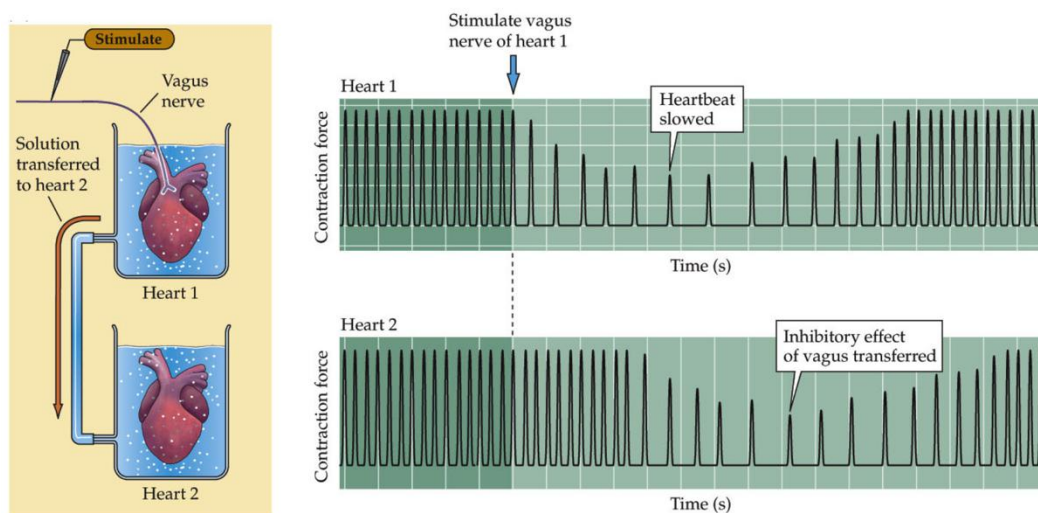 Stimulate
Vagus
nerve
Solution
transferred
to heart 2
Heart 1
Heart 2
Stimulate vagus
nerve of heart 1
Heart 1
Contraction force
Heartbeat
slowed
Time (s)
Heart 2
Contraction force
Inhibitory effect
of vagus transferred
Time (s)